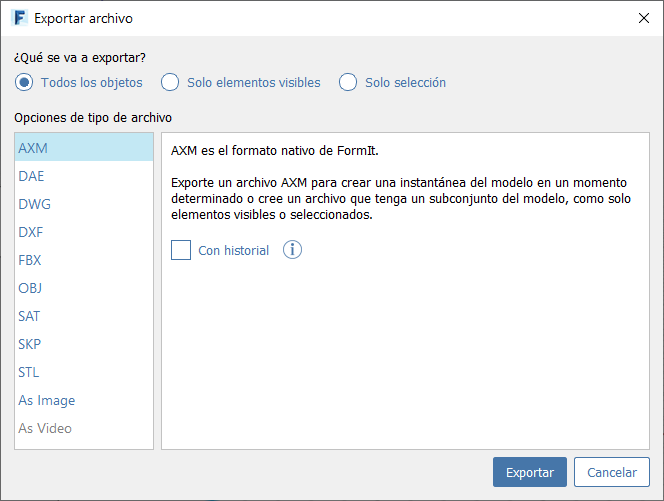 Exportar archivo
¿Qué se va a exportar?
Todos los objetos Solo elementos visibles Solo selección
Opciones de tipo de archivo
AXM
DAE
DWG
DXF
FBX
OBJ
SAT
SKP
STL
As Image
As Video
AXM es el formato nativo de FormIt.
Exporte un archivo AXM para crear una instantánea del modelo en un momento
determinado o cree un archivo que tenga un subconjunto del modelo, como solo
elementos visibles o seleccionados.
Con historial
Exportar Cancelar